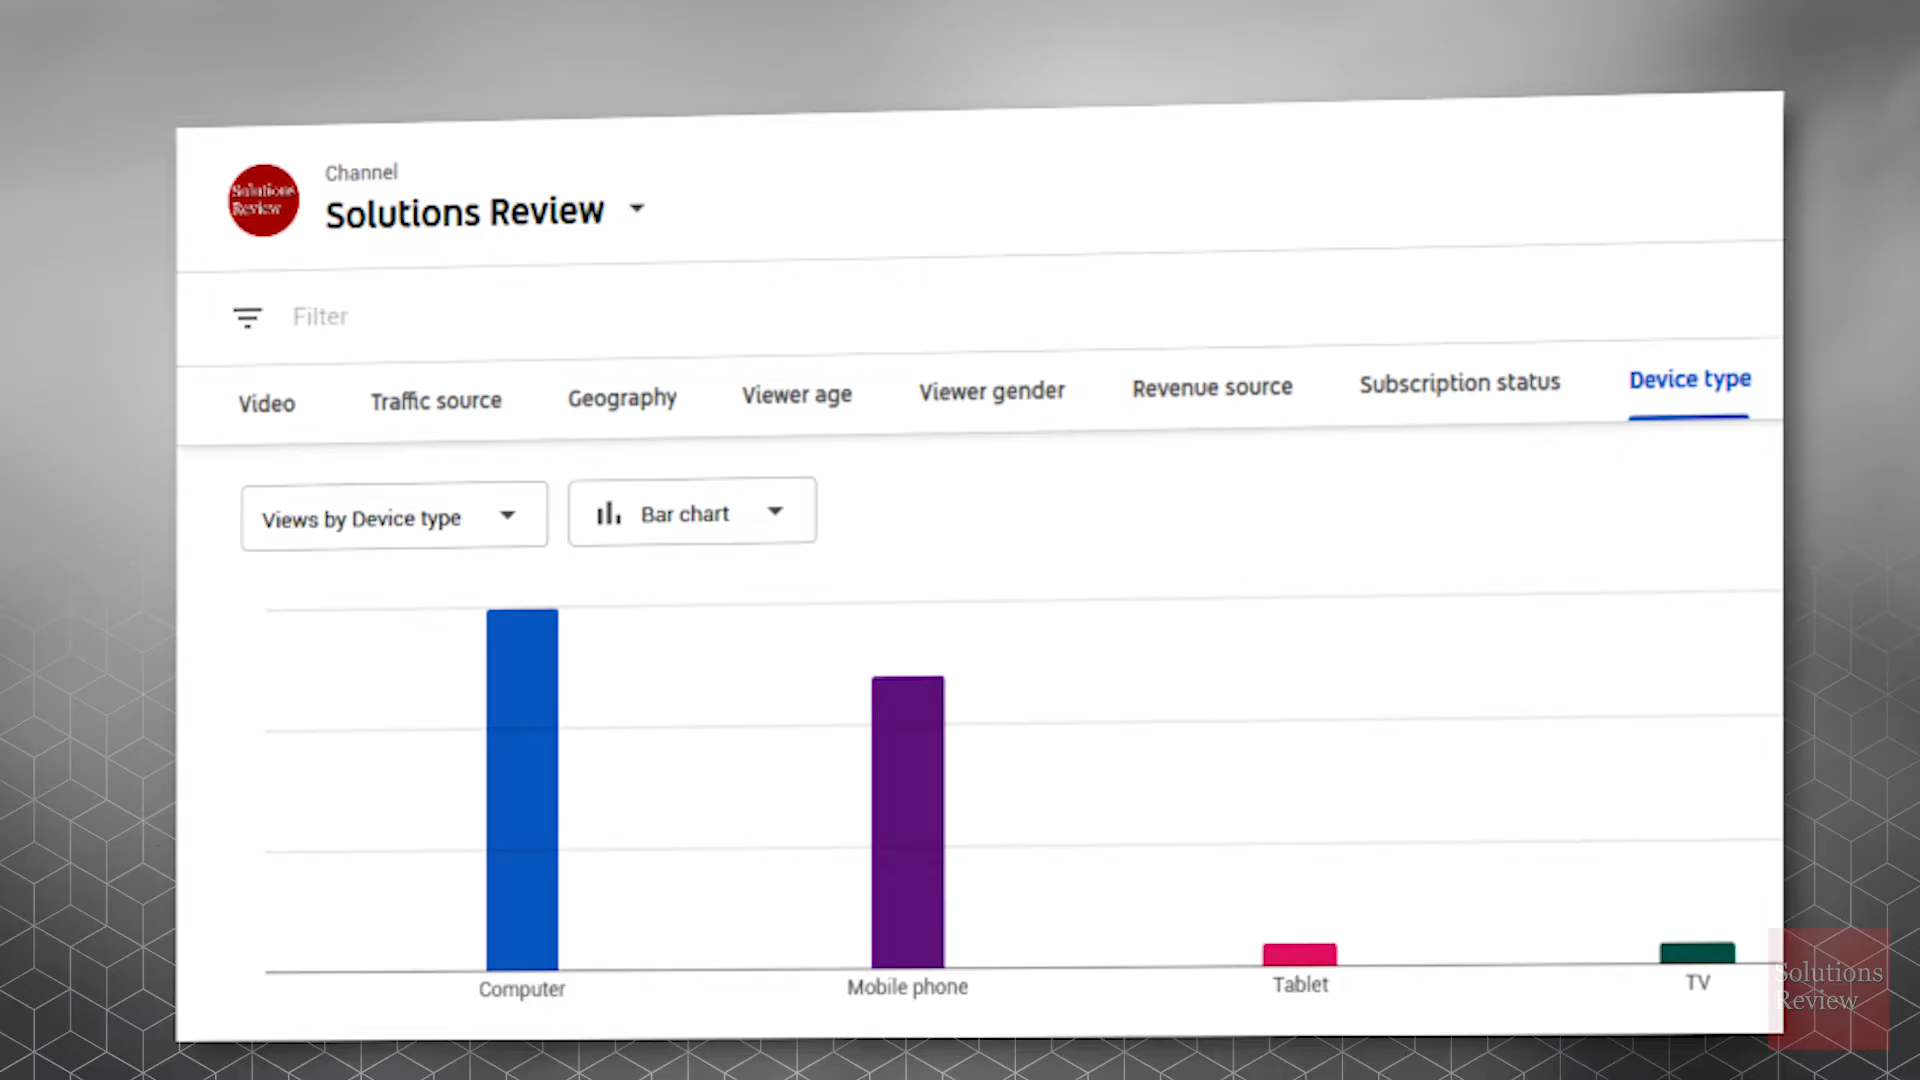 Solutions
Review
Channel
Solutions Review
Filter
Video Traffic source Geography Viewer age Viewer gender Revenue source Subscription status Device type
Views by Device type Bar chart
Computer Mobile phone Tablet TV
Solutions
Review